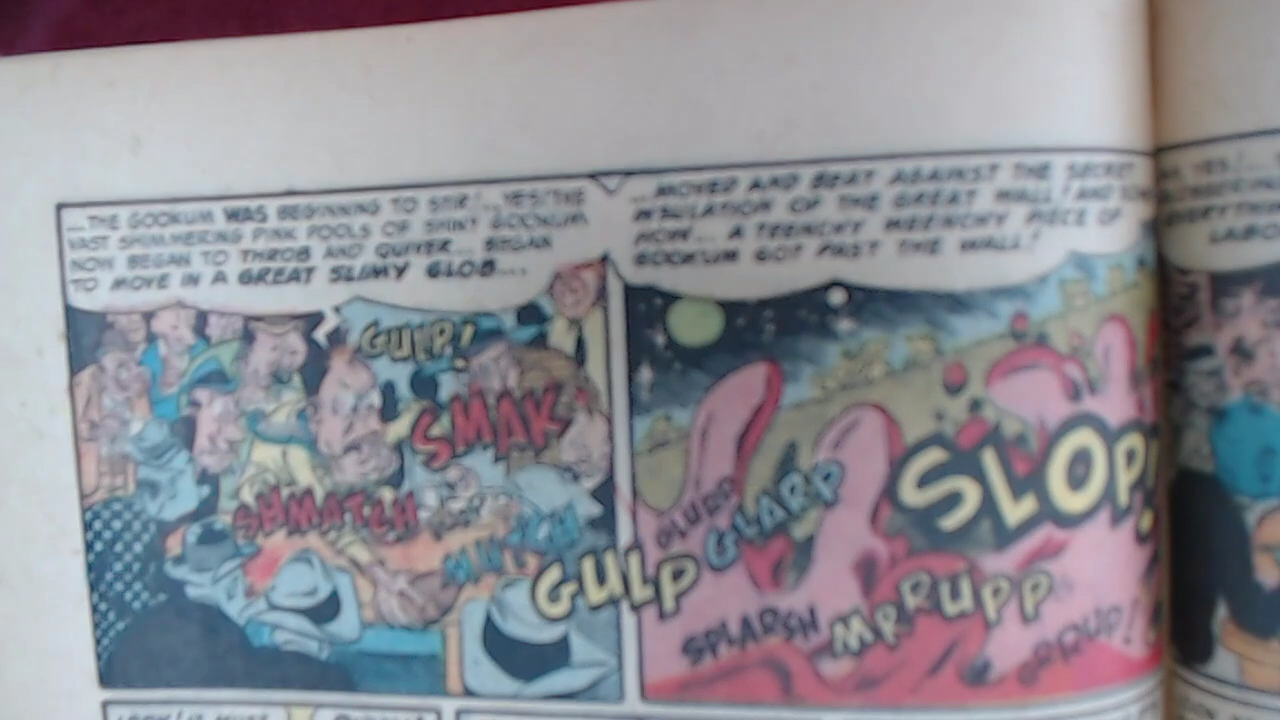 ...THE GOOKUM WAS BEGINNING TO STIR!...YES! THE
VAST SHIMMERING PINK POOLS OF SHINY GOOKUM
NOW BEGAN TO THROB AND QUIVER... BEGAN
TO MOVE IN A GREAT SLIMY GLOB...
...MOVED AND BEAT AGAINST THE SECRET
INSULATION OF THE GREAT WALL! AND
HOW... A TEENCHY MEENCHY PIECE OF
GOOKUM GOT PAST THE WALL!
GULP!
SMAK
SHMATCH
GULP
GLARP
SLOP!
SPLARSH
MRRUPP